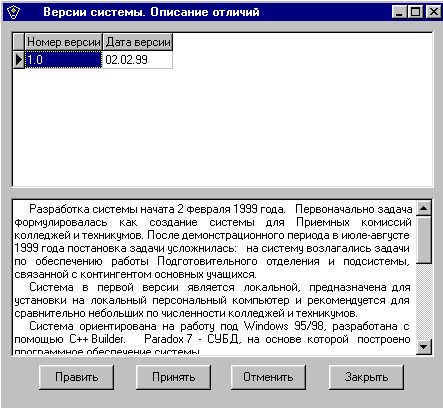 Версии системы. Описание отличий
Номер версии Дата версии
1.0 02.02.99
Разработка системы начата 2 февраля 1999 года. Первоначально задача
формулировалась как создание системы для Приемных комиссий
колледжей и техникумов. После демонстрационного периода в июле-августе
1999 года постановка задачи усложнилась: на систему возлагались задачи
по обеспечению работы Подготовительного отделения и подсистемы,
связанной с контингентом основных учащихся.
Система в первой версии является локальной, предназначена для
установки на локальный персональный компьютер и рекомендуется для
сравнительно небольших по численности колледжей и техникумов.
Система ориентирована на работу под Windows 95/98, разработана с
помощью C++ Builder. Paradox 7 - СУБД, на основе которой построено
программное обеспечение системы
Править Принять Отменить Закрыть